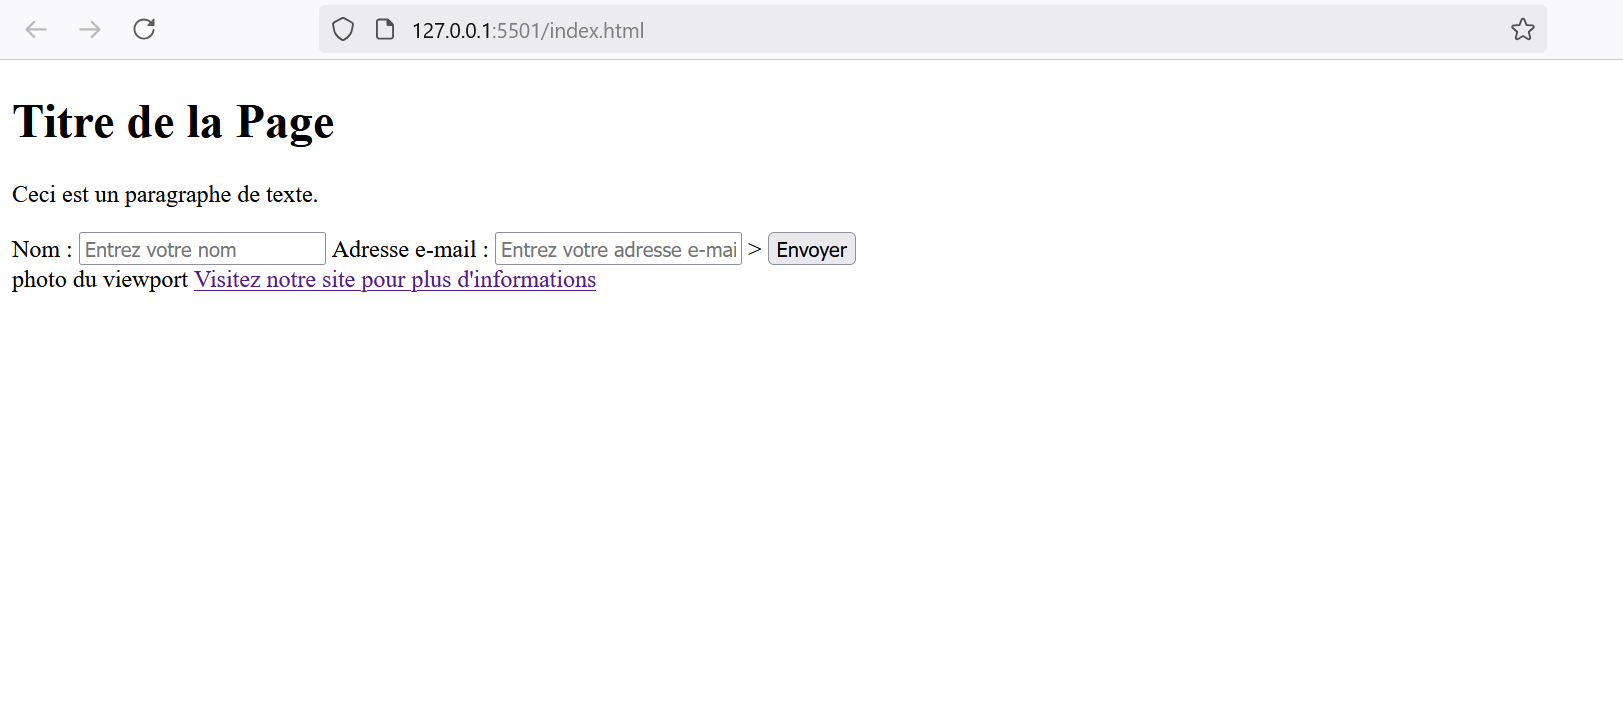 127.0.0.1:5501/index.html
Titre de la Page
Ceci est un paragraphe de texte.
Nom : Entrez votre nom Adresse e-mail : Entrez votre adresse e-mai > Envoyer
photo du viewport Visitez notre site pour plus d'informations